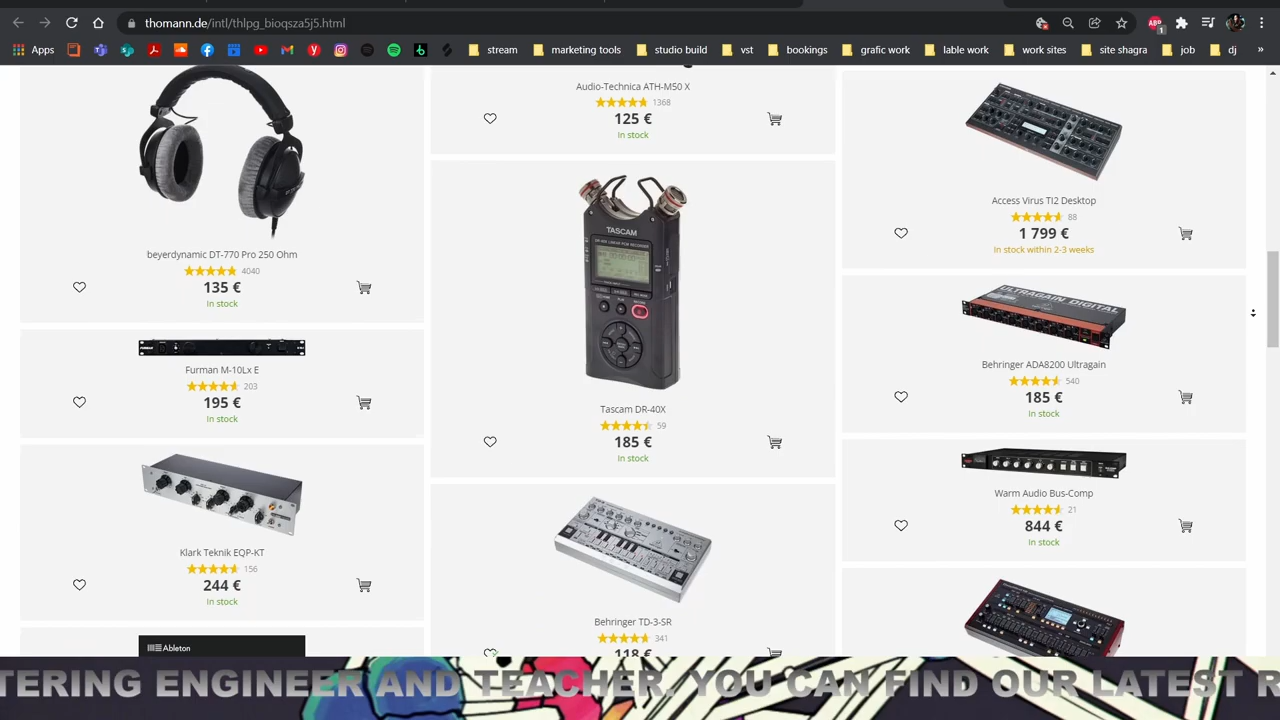 thomann.de/intl/thlpg_bioqsza5j5.html
1
Apps
stream
marketing tools
studio build
vst
bookings
grafic work
lable work
work sites
site shagra
job
dj
»
beyerdynamic DT-770 Pro 250 Ohm
4040
135 €
In stock
Furman M-10Lx E
203
195 €
In stock
Klark Teknik EQP-KT
156
244 €
In stock
Ableton
Audio-Technica ATH-M50 X
1368
125 €
In stock
TASCAM
Tascam DR-40X
59
185 €
In stock
Behringer TD-3-SR
341
118 €
Access Virus TI2 Desktop
88
1 799 €
In stock within 2-3 weeks
ULTRAGAIN DIGITAL
Behringer ADA8200 Ultragain
540
185 €
In stock
Warm Audio Bus-Comp
21
844 €
In stock
TERING ENGINEER AND TEACHER. YOU CAN FIND OUR LATEST R